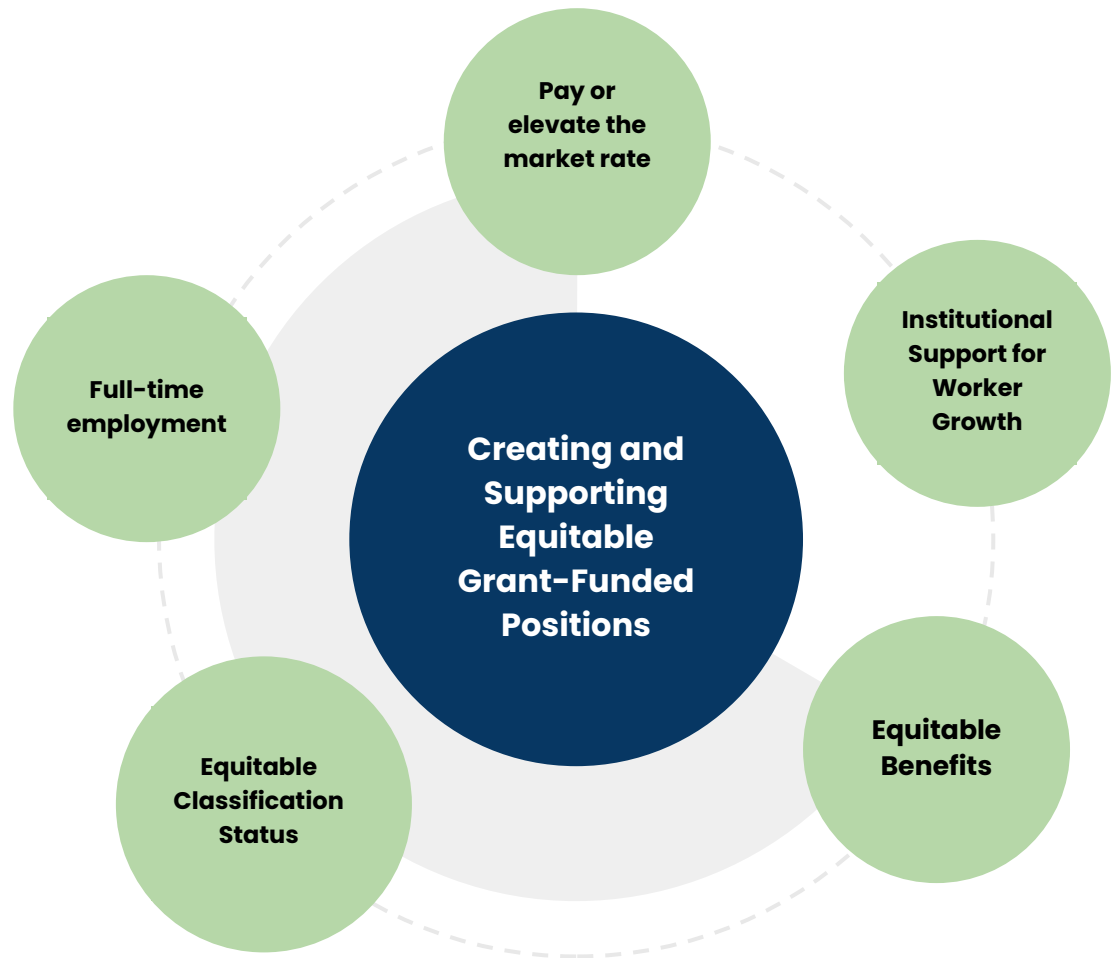 Pay or
elevate the
market rate
Institutional
Support for
Worker
Growth
Full-time
employment
Creating and
Supporting
Equitable
Grant-Funded
Positions
Equitable
Benefits
Equitable
Classification
Status